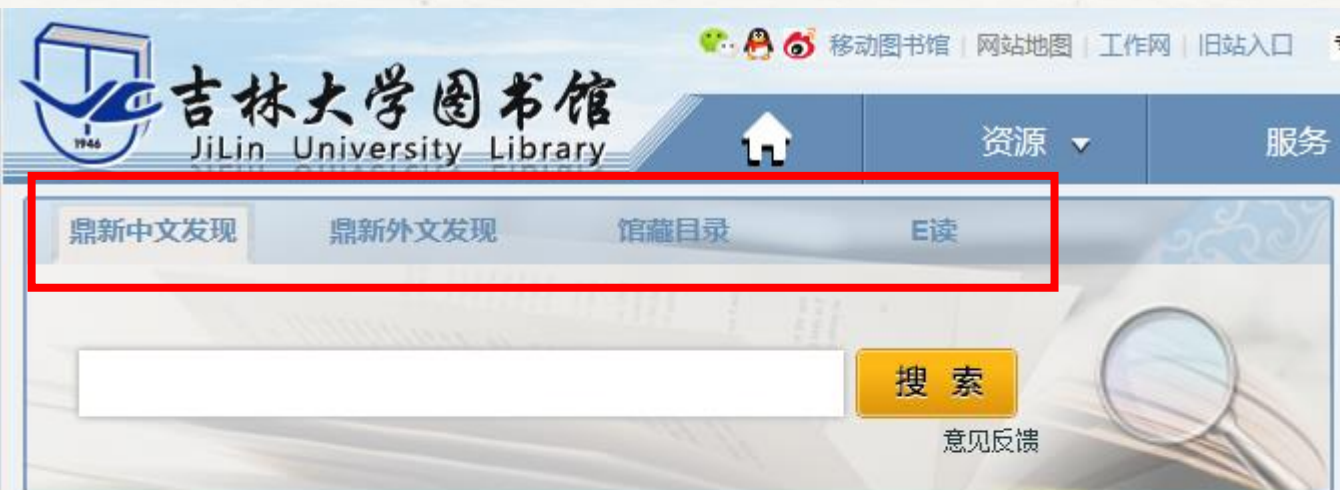 移动图书馆 | 网站地图 | 工作网 | 旧站入口
吉林大学图书馆
JiLin University Library
1946
资源 ▼
服务
鼎新中文发现
鼎新外文发现
馆藏目录
E读
搜 索
意见反馈